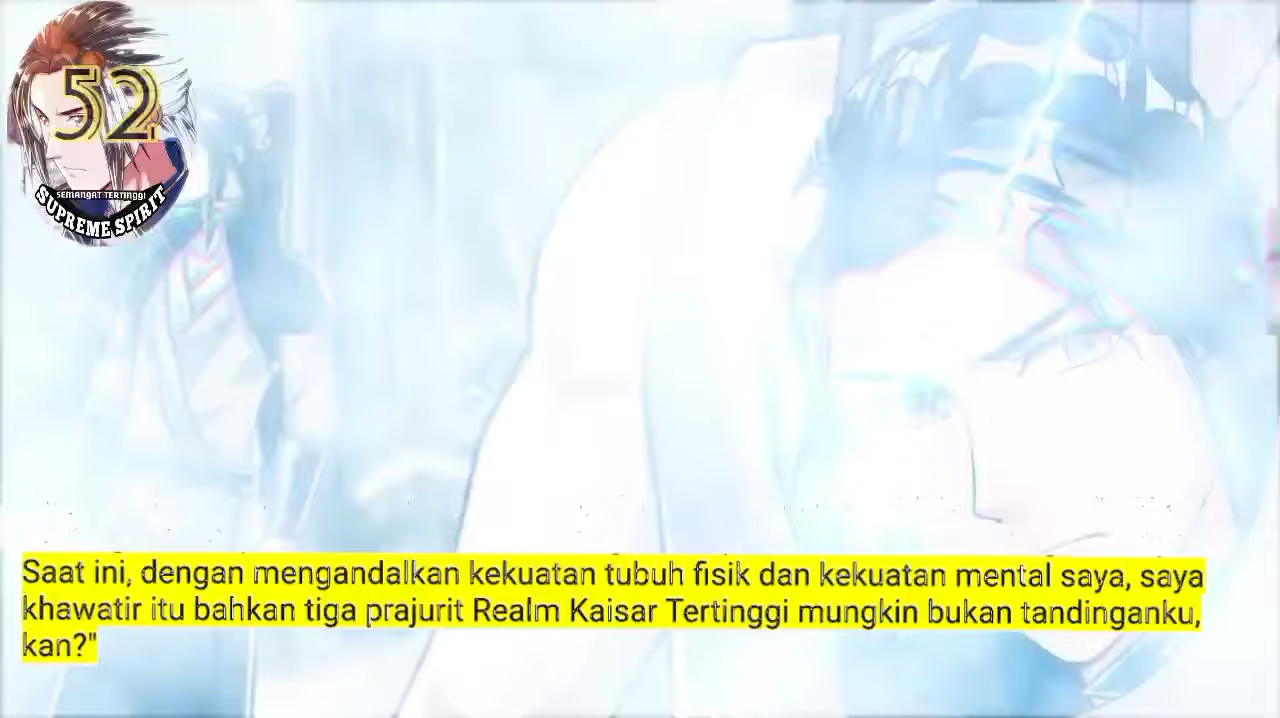 52
SEMANGAT TERTINGGI
SUPREME SPIRIT
Saat ini, dengan mengandalkan kekuatan tubuh fisik dan kekuatan mental saya, saya
khawatir itu bahkan tiga prajurit Realm Kaisar Tertinggi mungkin bukan tandinganku,
kan?"